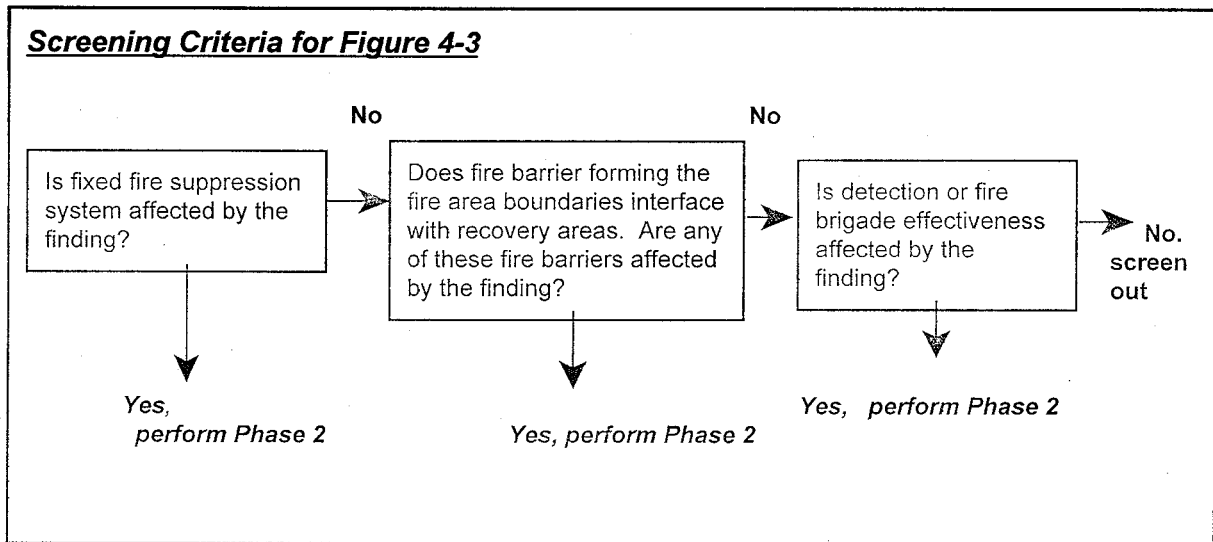 Screening Criteria for Figure 4-3
No
No
Is fixed fire suppression
system affected by the
finding?
Does fire barrier forming the
fire area boundaries interface
with recovery areas. Are any
of these fire barriers affected
by the finding?
Is detection or fire
brigade effectiveness
affected by the
finding?
No.
screen
out
Yes,
perform Phase 2
Yes, perform Phase 2
Yes, perform Phase 2